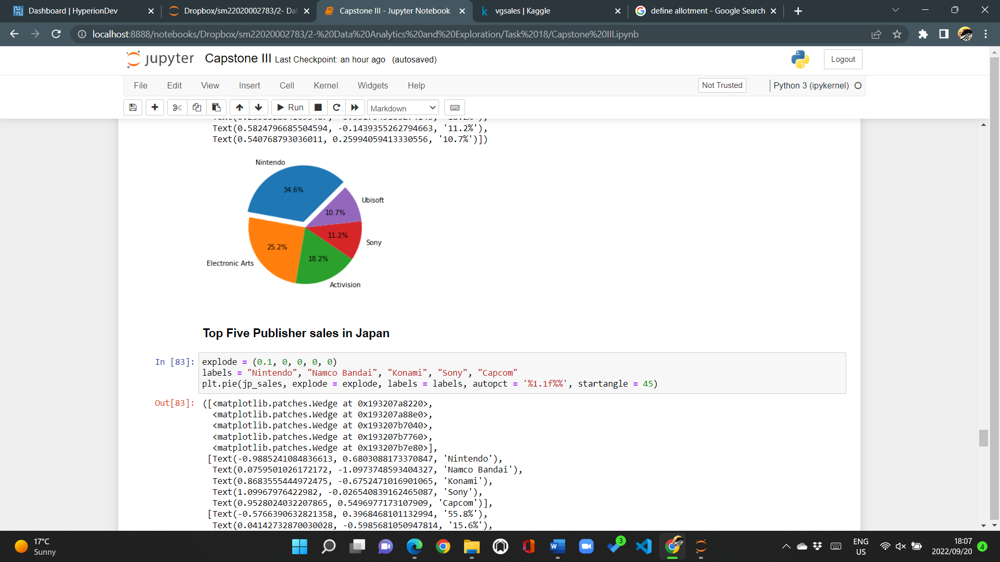 Dashboard | HyperionDev
Dropbox/sm22020002783/2- Dat
Capstone III - Jupyter Notebook
vgsales | Kaggle
define allotment - Google Search
localhost:8888/notebooks/Dropbox/sm22020002783/2-%20Data%20Analytics%20and%20Exploration/Task%2018/Capstone%20III.ipynb
jupyter Capstone III Last Checkpoint: an hour ago (autosaved)
Logout
File Edit View Insert Cell Kernel Widgets Help
Not Trusted
Python 3 (ipykernel)
Run
Markdown
Text(0.5824796685504594, -0.1439355262794663, '11.2%'),
Text(0.540768793036011, 0.25994059413330556, '10.7%')])
Nintendo
34.6%
Ubisoft
10.7%
11.2%
Sony
25.2%
18.2%
Electronic Arts
Activision
Top Five Publisher sales in Japan
In [83]: explode = (0.1, 0, 0, 0, 0)
labels = "Nintendo", "Namco Bandai", "Konami", "Sony", "Capcom"
plt.pie(jp_sales, explode = explode, labels = labels, autopct = '%1.1f%%', startangle = 45)
Out[83]: ([<matplotlib.patches.Wedge at 0x193207a8220>,
<matplotlib.patches.Wedge at 0x193207a88e0>,
<matplotlib.patches.Wedge at 0x193207b7040>,
<matplotlib.patches.Wedge at 0x193207b7760>,
<matplotlib.patches.Wedge at 0x193207b7e80>],
[Text(-0.9885241084836613, 0.6803088173370847, 'Nintendo'),
Text(0.0759501026172172, -1.0973748593404327, 'Namco Bandai'),
Text(0.8683555444972475, -0.6752471016901065, 'Konami'),
Text(1.09967976422982, -0.026540839162465087, 'Sony'),
Text(0.9528024032207865, 0.5496977173107909, 'Capcom')],
[Text(-0.5766390632821358, 0.3968468101132994, '55.8%'),
Text(0.04142732870030028, -0.5985681050947814, '15.6%'),
17°C
Sunny
3
ENG
US
18:07
2022/09/20
4